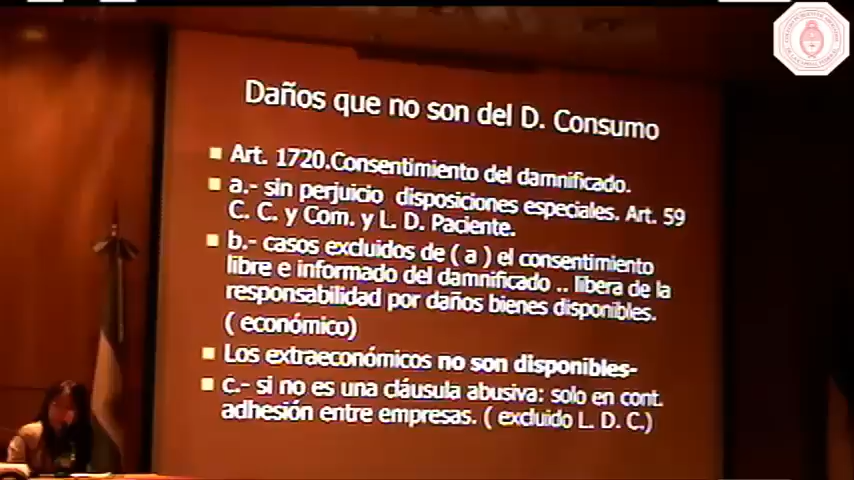 Daños que no son del D. Consumo
Art. 1720.Consentimiento del damnificado.
a.- sin perjuicio disposiciones especiales. Art. 59
C. C. y Com. y L. D. Paciente.
b.- casos excluidos de ( a ) el consentimiento
libre e informado del damnificado .. libera de la
responsabilidad por daños bienes disponibles.
( económico)
Los extraeconómicos no son disponibles-
c.- si no es una cláusula abusiva: solo en cont.
adhesión entre empresas. ( excluido L. D. C.)